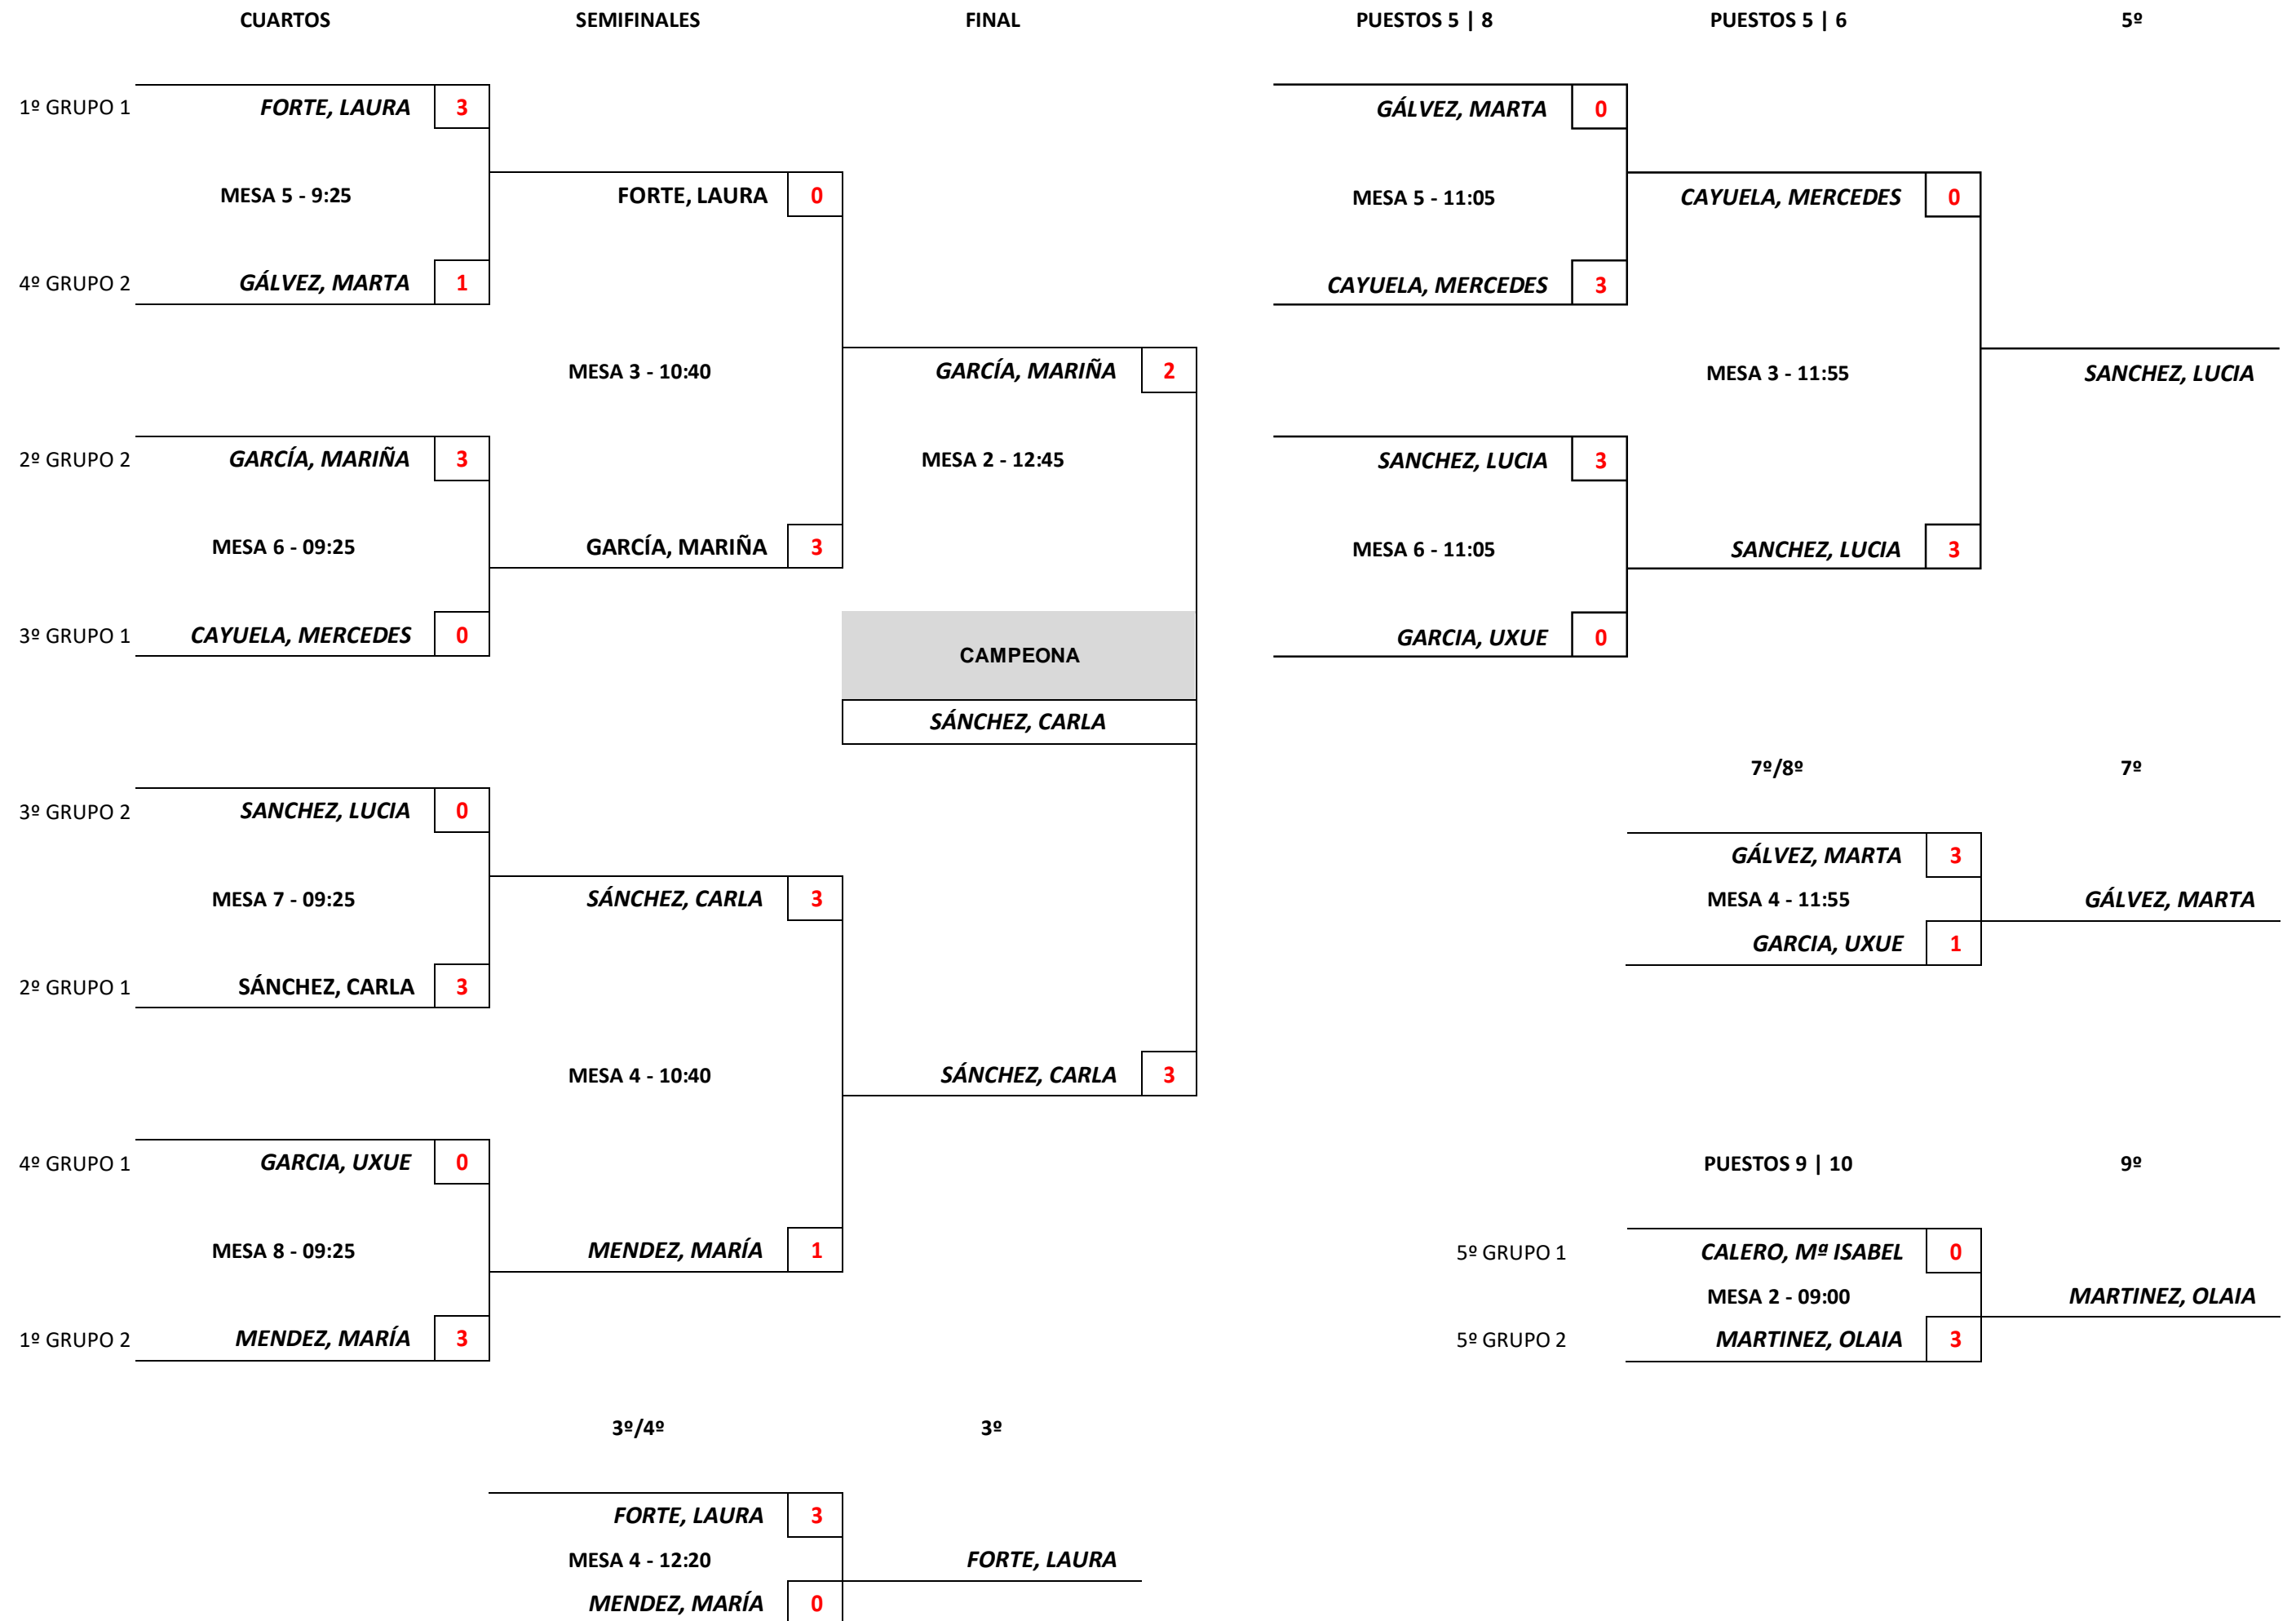 CUARTOS SEMIFINALES FINAL PUESTOS 5 | 8 PUESTOS 5 | 6 5º
1º GRUPO 1 FORTE, LAURA 3 GÁLVEZ, MARTA 0
MESA 5 - 9:25 FORTE, LAURA 0 MESA 5 - 11:05 CAYUELA, MERCEDES 0
4º GRUPO 2 GÁLVEZ, MARTA 1 CAYUELA, MERCEDES 3
MESA 3 - 10:40 GARCÍA, MARIÑA 2 MESA 3 - 11:55 SANCHEZ, LUCIA
2º GRUPO 2 GARCÍA, MARIÑA 3 MESA 2 - 12:45 SANCHEZ, LUCIA 3
MESA 6 - 09:25 GARCÍA, MARIÑA 3 MESA 6 - 11:05 SANCHEZ, LUCIA 3
3º GRUPO 1 CAYUELA, MERCEDES 0 GARCIA, UXUE 0
CAMPEONA
SÁNCHEZ, CARLA
7º/8º 7º
3º GRUPO 2 SANCHEZ, LUCIA 0
GÁLVEZ, MARTA 3
MESA 7 - 09:25 SÁNCHEZ, CARLA 3 MESA 4 - 11:55 GÁLVEZ, MARTA
GARCIA, UXUE 1
2º GRUPO 1 SÁNCHEZ, CARLA 3
MESA 4 - 10:40 SÁNCHEZ, CARLA 3
4º GRUPO 1 GARCIA, UXUE 0 PUESTOS 9 | 10 9º
MESA 8 - 09:25 MENDEZ, MARÍA 1 5º GRUPO 1 CALERO, Mª ISABEL 0
MESA 2 - 09:00 MARTINEZ, OLAIA
1º GRUPO 2 MENDEZ, MARÍA 3 5º GRUPO 2 MARTINEZ, OLAIA 3
3º/4º 3º
FORTE, LAURA 3
MESA 4 - 12:20 FORTE, LAURA
MENDEZ, MARÍA 0